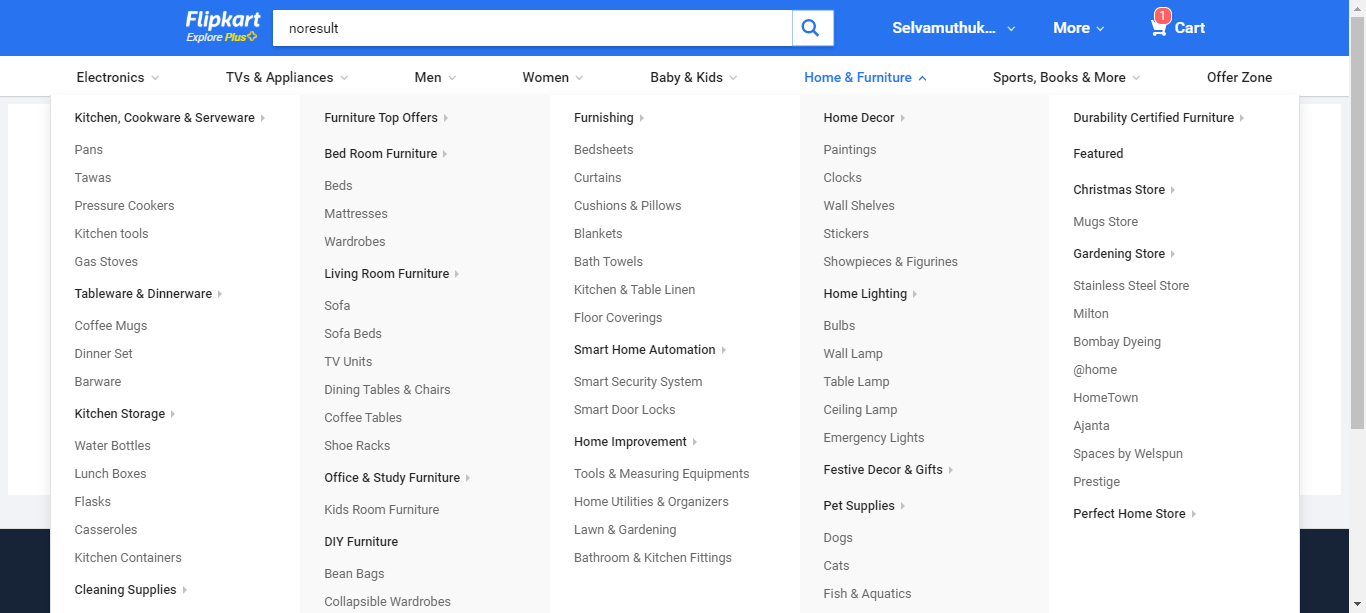 Flipkart
Explore Plus
noresult
Selvamuthuk...
More
1
Cart
Electronics
TVs & Appliances
Men
Women
Baby & Kids
Home & Furniture
Sports, Books & More
Offer Zone
Kitchen, Cookware & Serveware
Pans
Tawas
Pressure Cookers
Kitchen tools
Gas Stoves
Tableware & Dinnerware
Coffee Mugs
Dinner Set
Barware
Kitchen Storage
Water Bottles
Lunch Boxes
Flasks
Casseroles
Kitchen Containers
Cleaning Supplies
Furniture Top Offers
Bed Room Furniture
Beds
Mattresses
Wardrobes
Living Room Furniture
Sofa
Sofa Beds
TV Units
Dining Tables & Chairs
Coffee Tables
Shoe Racks
Office & Study Furniture
Kids Room Furniture
DIY Furniture
Bean Bags
Collapsible Wardrobes
Furnishing
Bedsheets
Curtains
Cushions & Pillows
Blankets
Bath Towels
Kitchen & Table Linen
Floor Coverings
Smart Home Automation
Smart Security System
Smart Door Locks
Home Improvement
Tools & Measuring Equipments
Home Utilities & Organizers
Lawn & Gardening
Bathroom & Kitchen Fittings
Home Decor
Paintings
Clocks
Wall Shelves
Stickers
Showpieces & Figurines
Home Lighting
Bulbs
Wall Lamp
Table Lamp
Ceiling Lamp
Emergency Lights
Festive Decor & Gifts
Pet Supplies
Dogs
Cats
Fish & Aquatics
Durability Certified Furniture
Featured
Christmas Store
Mugs Store
Gardening Store
Stainless Steel Store
Milton
Bombay Dyeing
@home
HomeTown
Ajanta
Spaces by Welspun
Prestige
Perfect Home Store